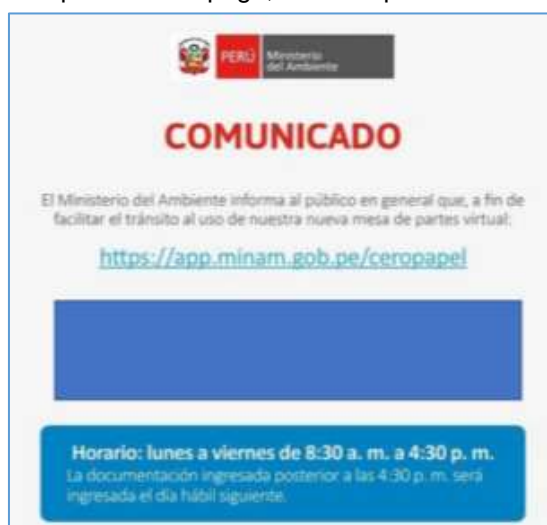 PERÚ
Ministerio
del Ambiente
COMUNICADO
El Ministerio del Ambiente informa al público en general que, a fin de
facilitar el tránsito al uso de nuestra nueva mesa de partes virtual:
https://app.minam.gob.pe/ceropapel
Horario: lunes a viernes de 8:30 a. m. a 4:30 p. m.
La documentación ingresada posterior a las 4:30 p. m. será
ingresada el día hábil siguiente.